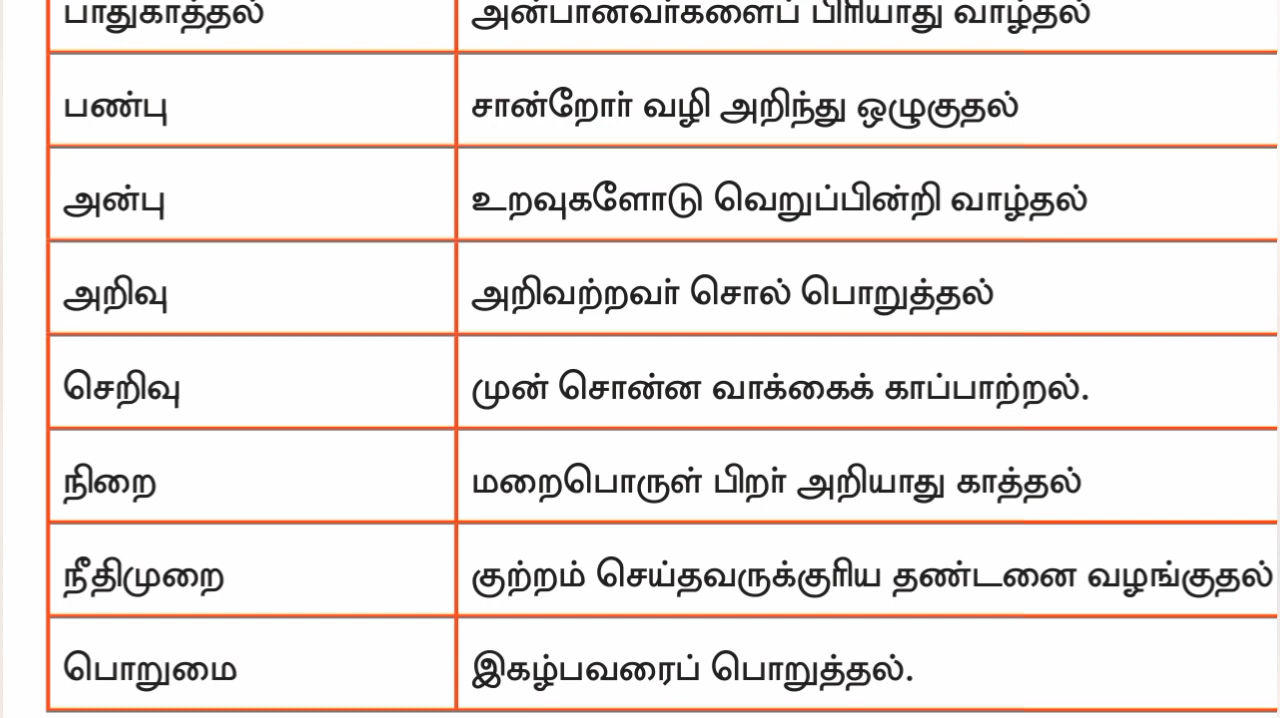 பாதுகாத்தல் அன்பானவர்களைப் பிரியாது வாழ்தல்
பண்பு சான்றோர் வழி அறிந்து ஒழுகுதல்
அன்பு உறவுகளோடு வெறுப்பின்றி வாழ்தல்
அறிவு அறிவற்றவர் சொல் பொறுத்தல்
செறிவு முன் சொன்ன வாக்கைக் காப்பாற்றல்.
நிறை மறைபொருள் பிறர் அறியாது காத்தல்
நீதிமுறை குற்றம் செய்தவருக்குரிய தண்டனை வழங்குதல்
பொறுமை இகழ்பவரைப் பொறுத்தல்.